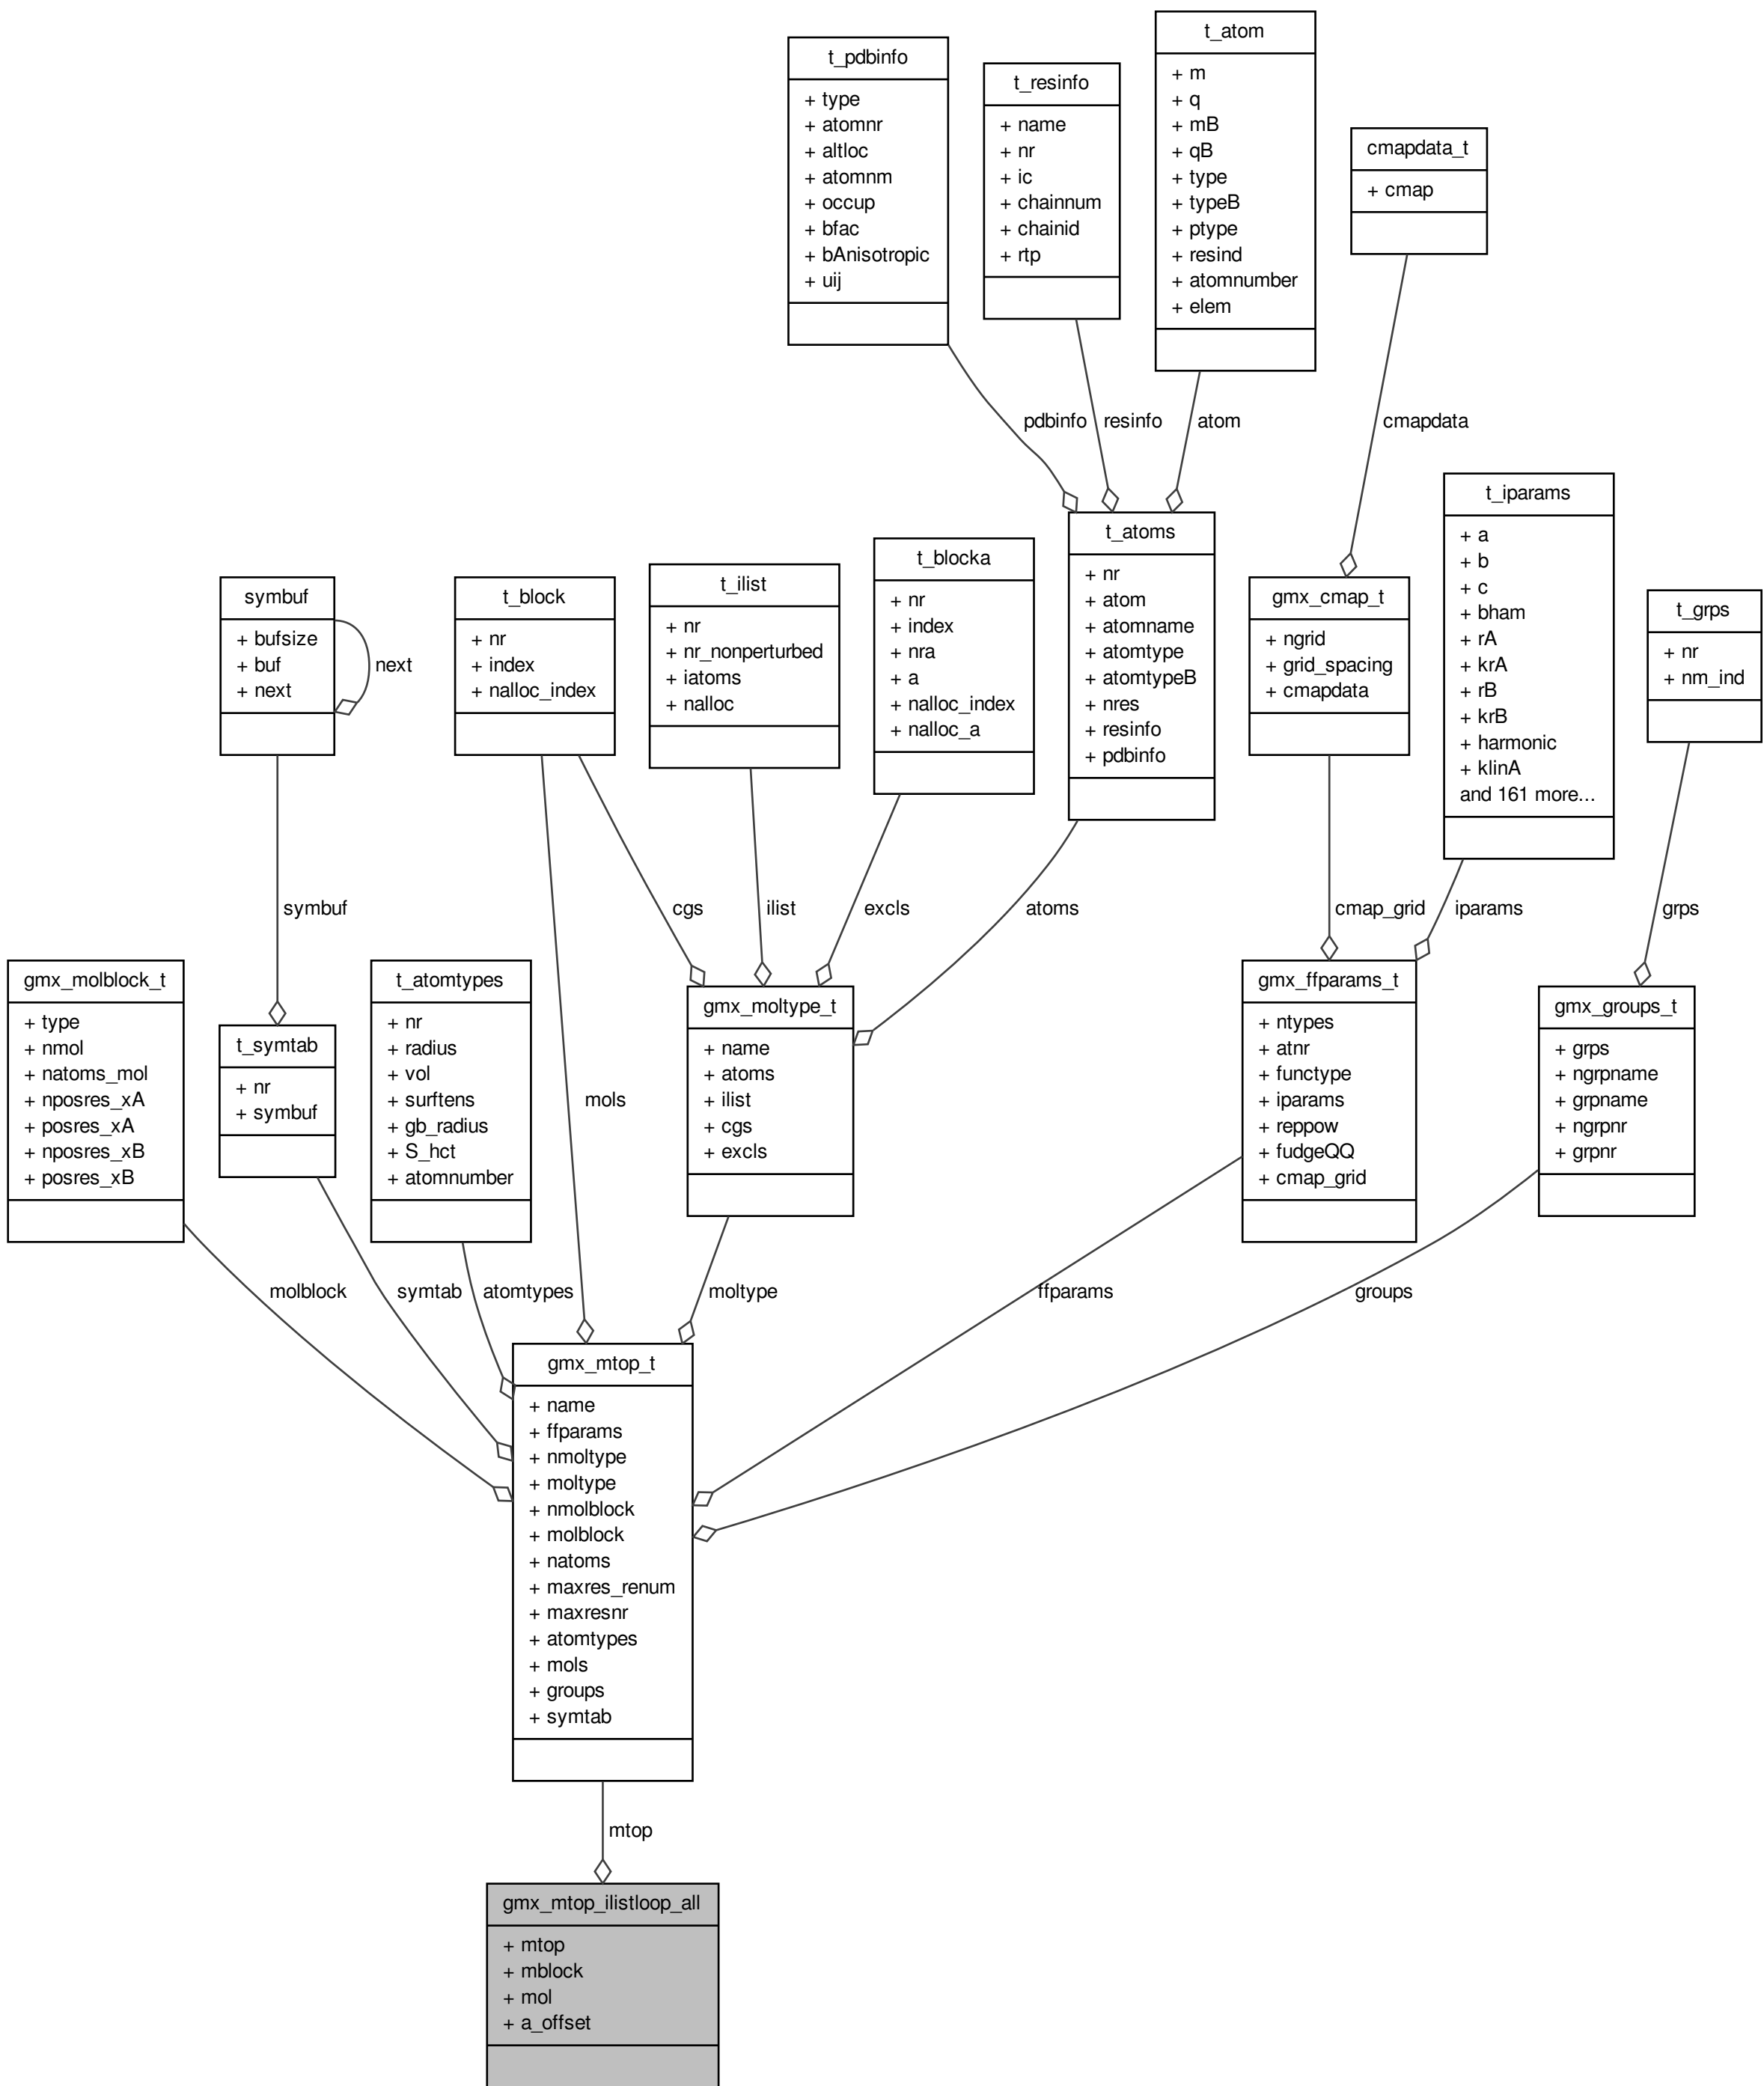 t_atom
+ m
+ q
+ mB
+ qB
+ type
+ typeB
+ ptype
+ resind
+ atomnumber
+ elem
t_pdbinfo
+ type
+ atomnr
+ altloc
+ atomnm
+ occup
+ bfac
+ bAnisotropic
+ uij
t_resinfo
+ name
+ nr
+ ic
+ chainnum
+ chainid
+ rtp
cmapdata_t
+ cmap
pdbinfo
resinfo
atom
cmapdata
t_iparams
+ a
+ b
+ c
+ bham
+ rA
+ krA
+ rB
+ krB
+ harmonic
+ klinA
and 161 more...
t_atoms
+ nr
+ atom
+ atomname
+ atomtype
+ atomtypeB
+ nres
+ resinfo
+ pdbinfo
t_blocka
+ nr
+ index
+ nra
+ a
+ nalloc_index
+ nalloc_a
t_ilist
+ nr
+ nr_nonperturbed
+ iatoms
+ nalloc
symbuf
+ bufsize
+ buf
+ next
next
t_block
+ nr
+ index
+ nalloc_index
gmx_cmap_t
+ ngrid
+ grid_spacing
+ cmapdata
t_grps
+ nr
+ nm_ind
symbuf
cgs
ilist
excls
atoms
cmap_grid
iparams
grps
gmx_molblock_t
+ type
+ nmol
+ natoms_mol
+ nposres_xA
+ posres_xA
+ nposres_xB
+ posres_xB
t_symtab
+ nr
+ symbuf
t_atomtypes
+ nr
+ radius
+ vol
+ surftens
+ gb_radius
+ S_hct
+ atomnumber
mols
gmx_moltype_t
+ name
+ atoms
+ ilist
+ cgs
+ excls
gmx_ffparams_t
+ ntypes
+ atnr
+ functype
+ iparams
+ reppow
+ fudgeQQ
+ cmap_grid
gmx_groups_t
+ grps
+ ngrpname
+ grpname
+ ngrpnr
+ grpnr
molblock
symtab
atomtypes
moltype
ffparams
groups
gmx_mtop_t
+ name
+ ffparams
+ nmoltype
+ moltype
+ nmolblock
+ molblock
+ natoms
+ maxres_renum
+ maxresnr
+ atomtypes
+ mols
+ groups
+ symtab
mtop
gmx_mtop_ilistloop_all
+ mtop
+ mblock
+ mol
+ a_offset